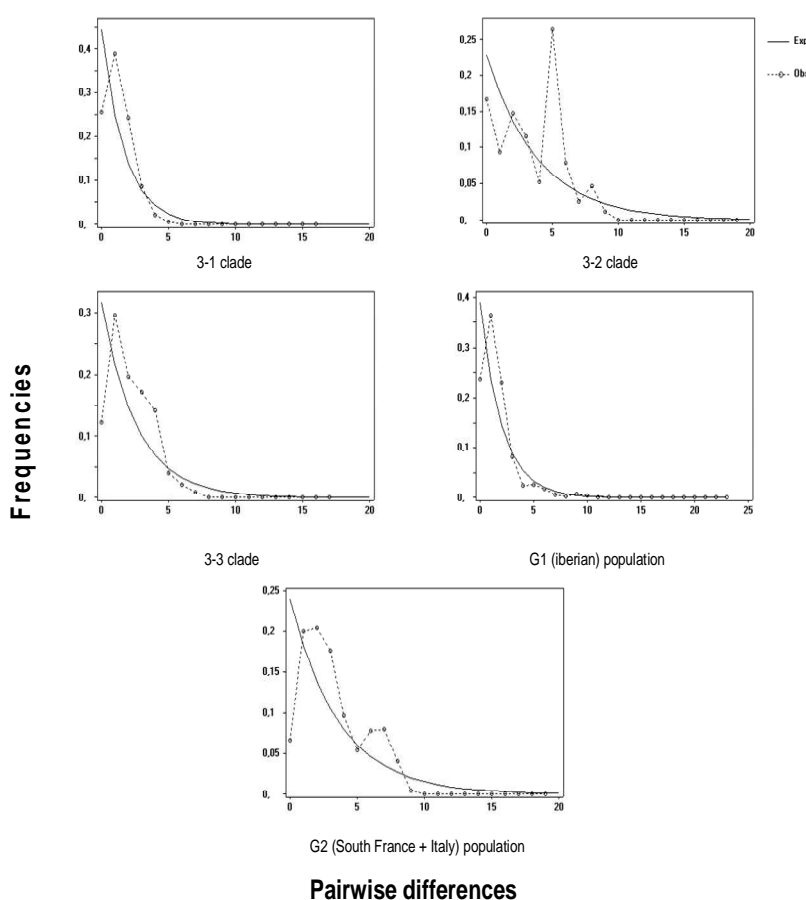 0,4
0,3
0,2
0,1
0,
0 5 10 15 20
3-1 clade
0,25
0,2
0,15
0,1
0,05
0,
0 5 10 15 20
3-2 clade
Exp
Obs
Frequencies
0,3
0,2
0,1
0,
0 5 10 15 20
3-3 clade
0,4
0,3
0,2
0,1
0,
0 5 10 15 20 25
G1 (iberian) population
0,25
0,2
0,15
0,1
0,05
0,
0 5 10 15 20
G2 (South France + Italy) population
Pairwise differences